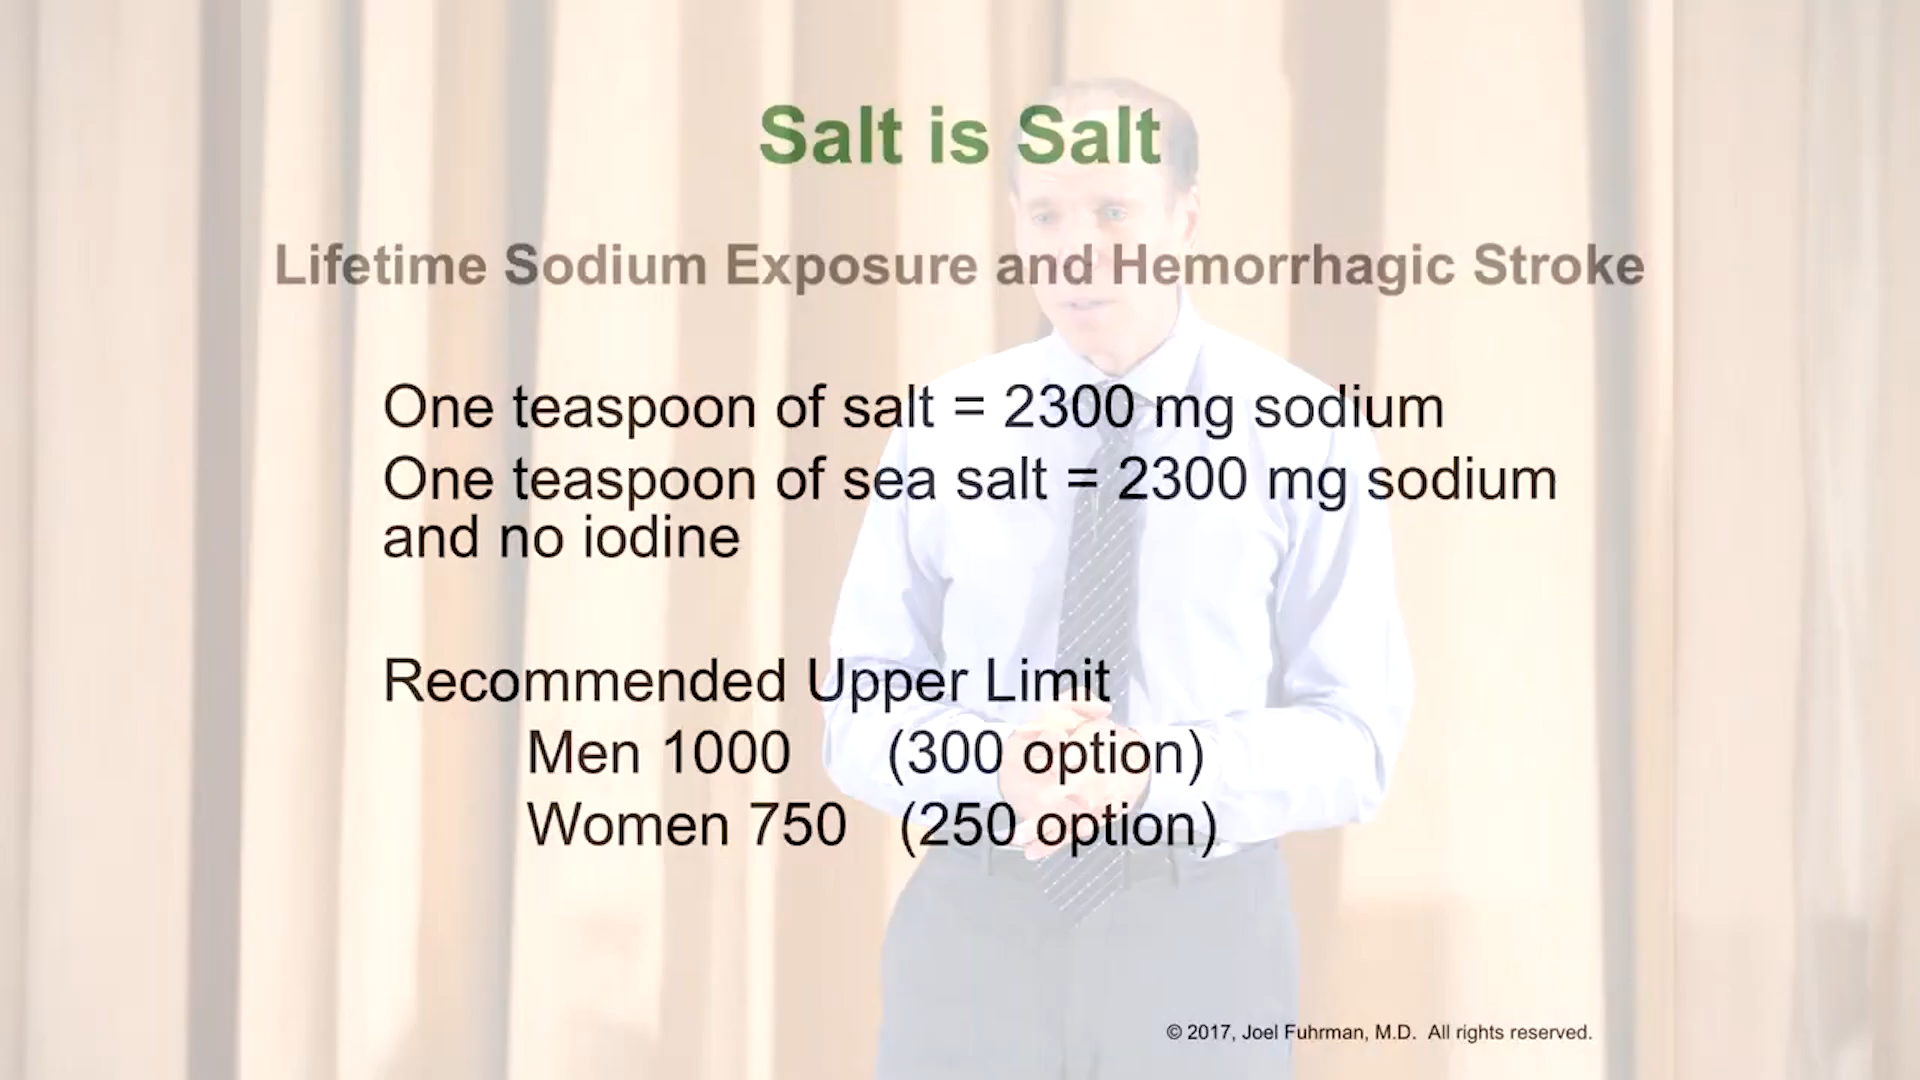 Salt is Salt
Lifetime Sodium Exposure and Hemorrhagic Stroke
One teaspoon of salt = 2300 mg sodium
One teaspoon of sea salt = 2300 mg sodium
and no iodine
Recommended Upper Limit
Men 1000 (300 option)
Women 750 (250 option)
© 2017, Joel Fuhrman, M.D. All rights reserved.